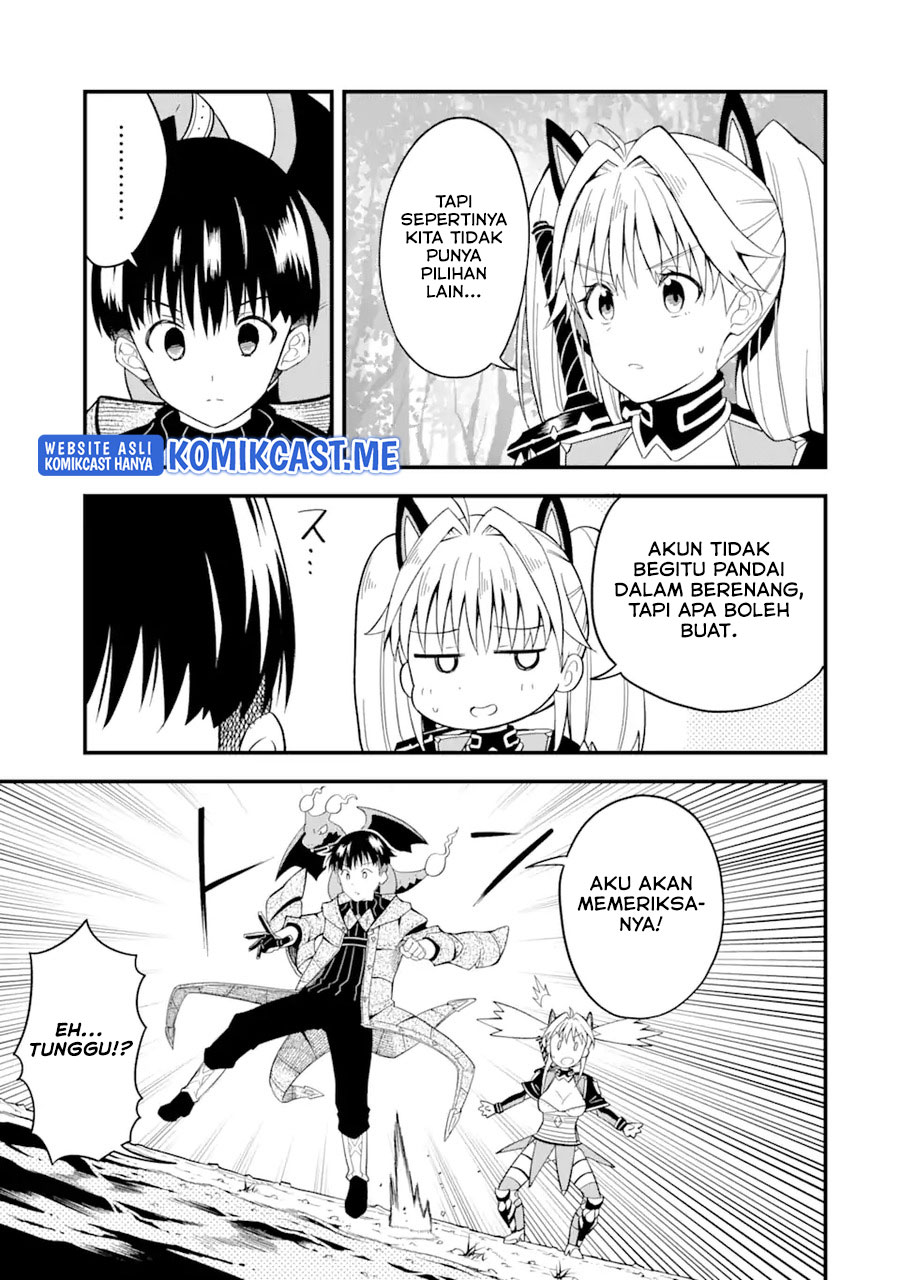 TAPI
SEPERTINYA
KITA TIDAK
PUNYA
PILIHAN
LAIN...
.........
WEBSITE ASLI
KOMIKCAST HANYA
KOMIKCAST.ME
AKUN TIDAK
BEGITU PANDAI
DALAM BERENANG,
TAPI APA BOLEH
BUAT.
ス...
AKU AKAN
MEMERIKSA-
NYA!
EH...
TUNGGU!?